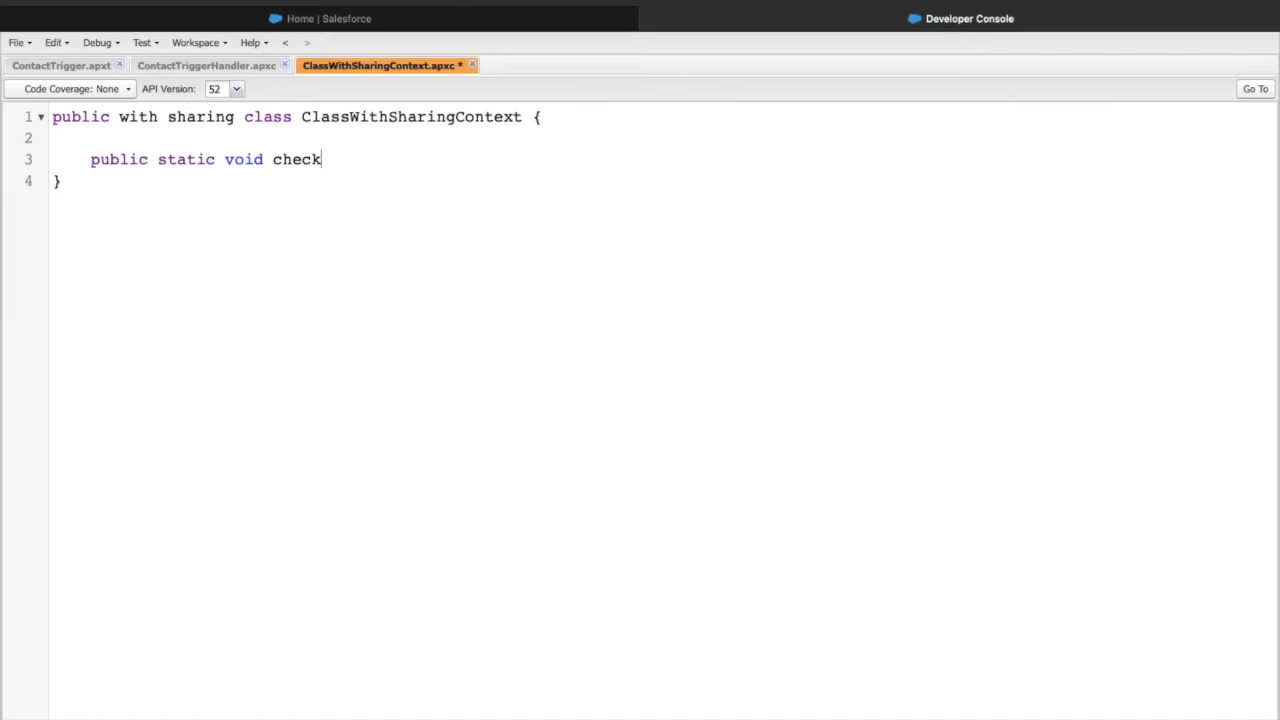 Home | Salesforce
Developer Console
File Edit Debug Test Workspace Help < >
ContactTrigger.apxt ContactTriggerHandler.apxc ClassWithSharingContext.apxc *
Code Coverage: None API Version: 52 Go To
1 public with sharing class ClassWithSharingContext {
2
3 public static void check
4 }